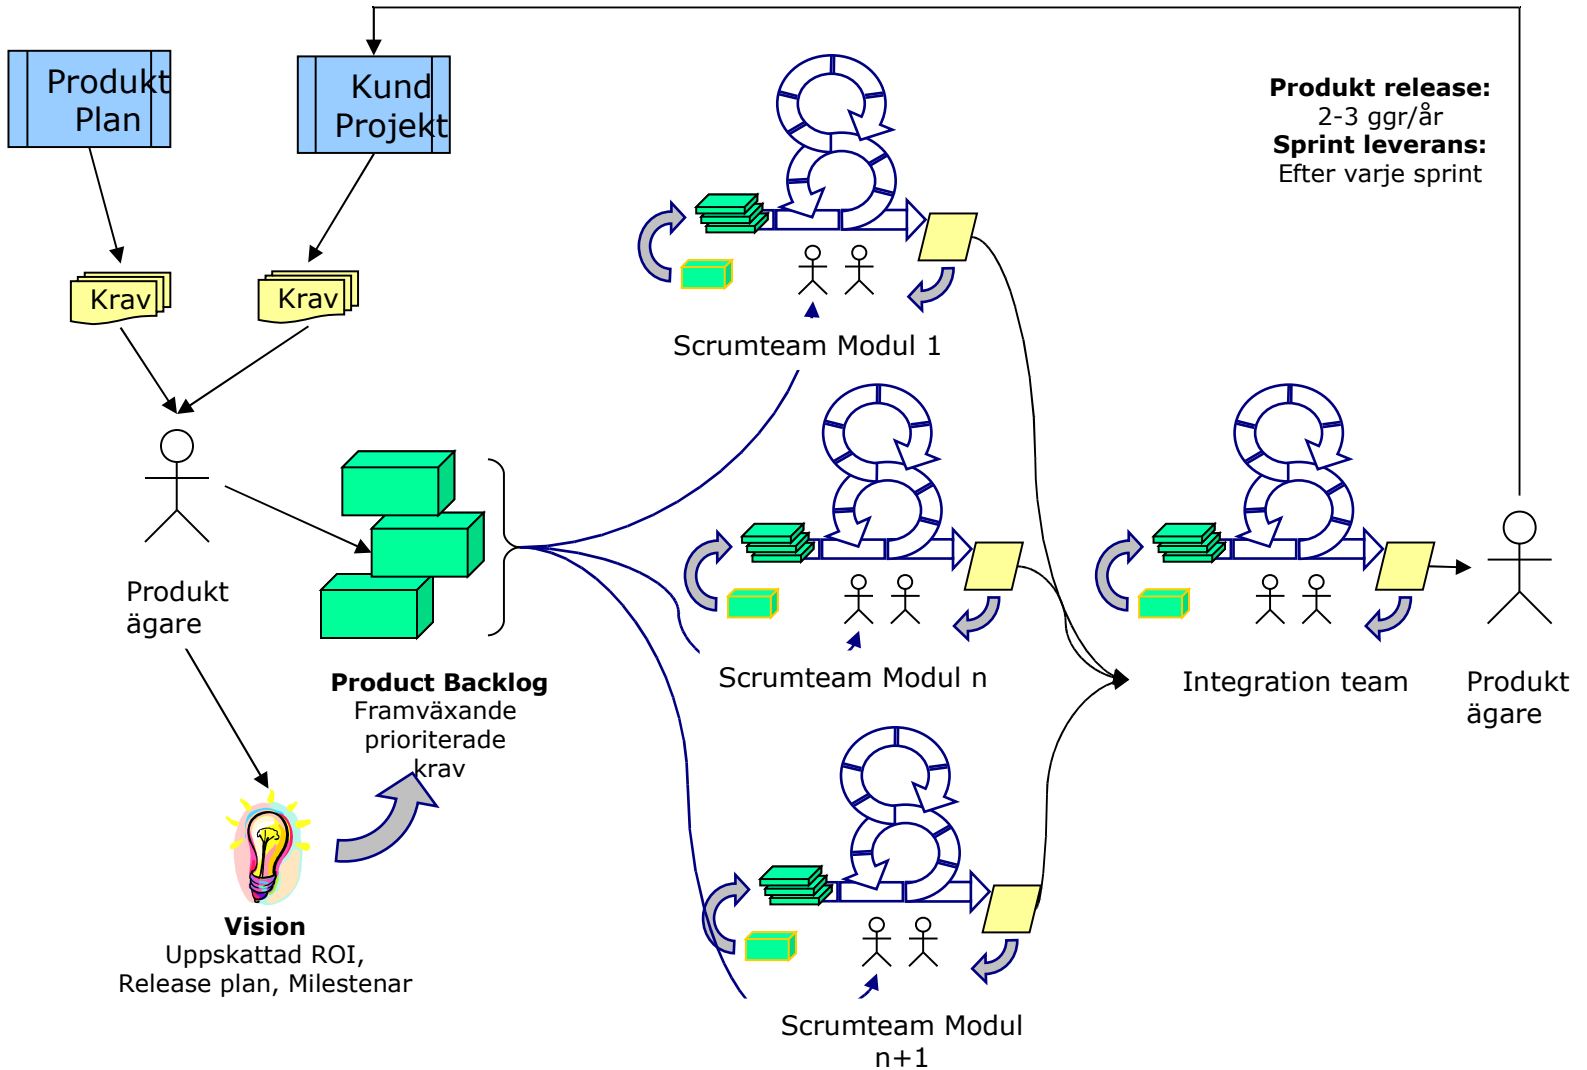 Produkt
Plan
Kund
Projekt
Produkt release:
2-3 ggr/år
Sprint leverans:
Efter varje sprint
Krav
Krav
Scrumteam Modul 1
Produkt
ägare
Product Backlog
Framväxande
prioriterade
krav
Scrumteam Modul n
Integration team
Produkt
ägare
Vision
Uppskattad ROI,
Release plan, Milestenar
Scrumteam Modul
n+1